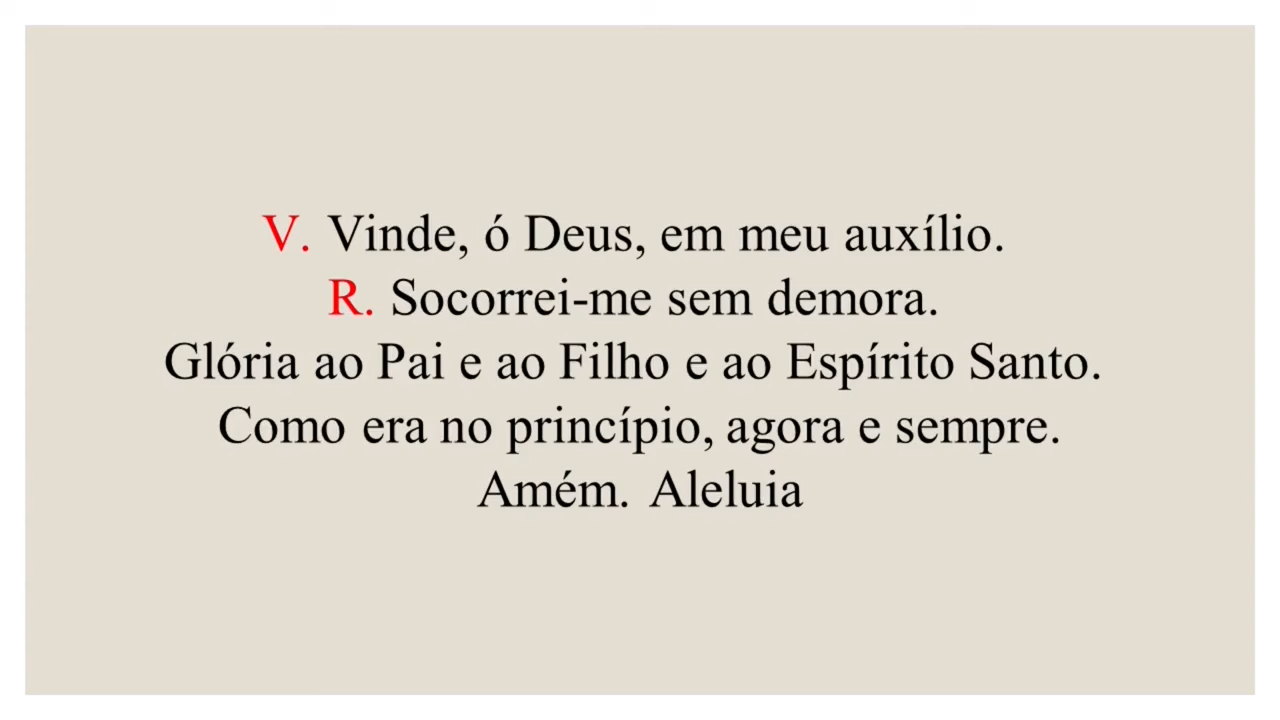 V. Vinde, ó Deus, em meu auxílio.
R. Socorrei-me sem demora.
Glória ao Pai e ao Filho e ao Espírito Santo.
Como era no princípio, agora e sempre.
Amém. Aleluia